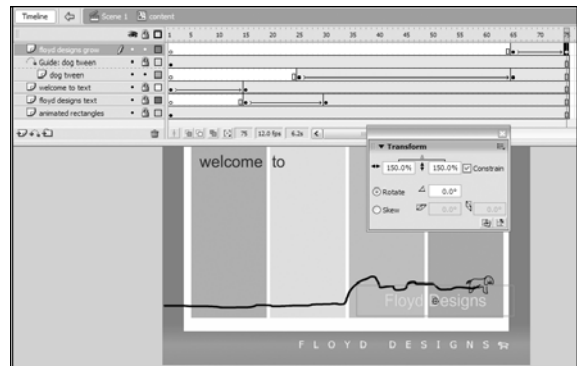 Timeline Scene 1 content
1 5 10 15 20 25 30 35 40 45 50 55 60 65 70 75
floyd designs grow
Guide: dog tween
dog tween
welcome to text
floyd designs text
animated rectangles
75 12.0 fps 6.2s
Transform
150.0% 150.0% Constrain
Rotate 0.0°
Skew 0.0° 0.0°
welcome to
Floyd Designs
FLOYD DESIGNS